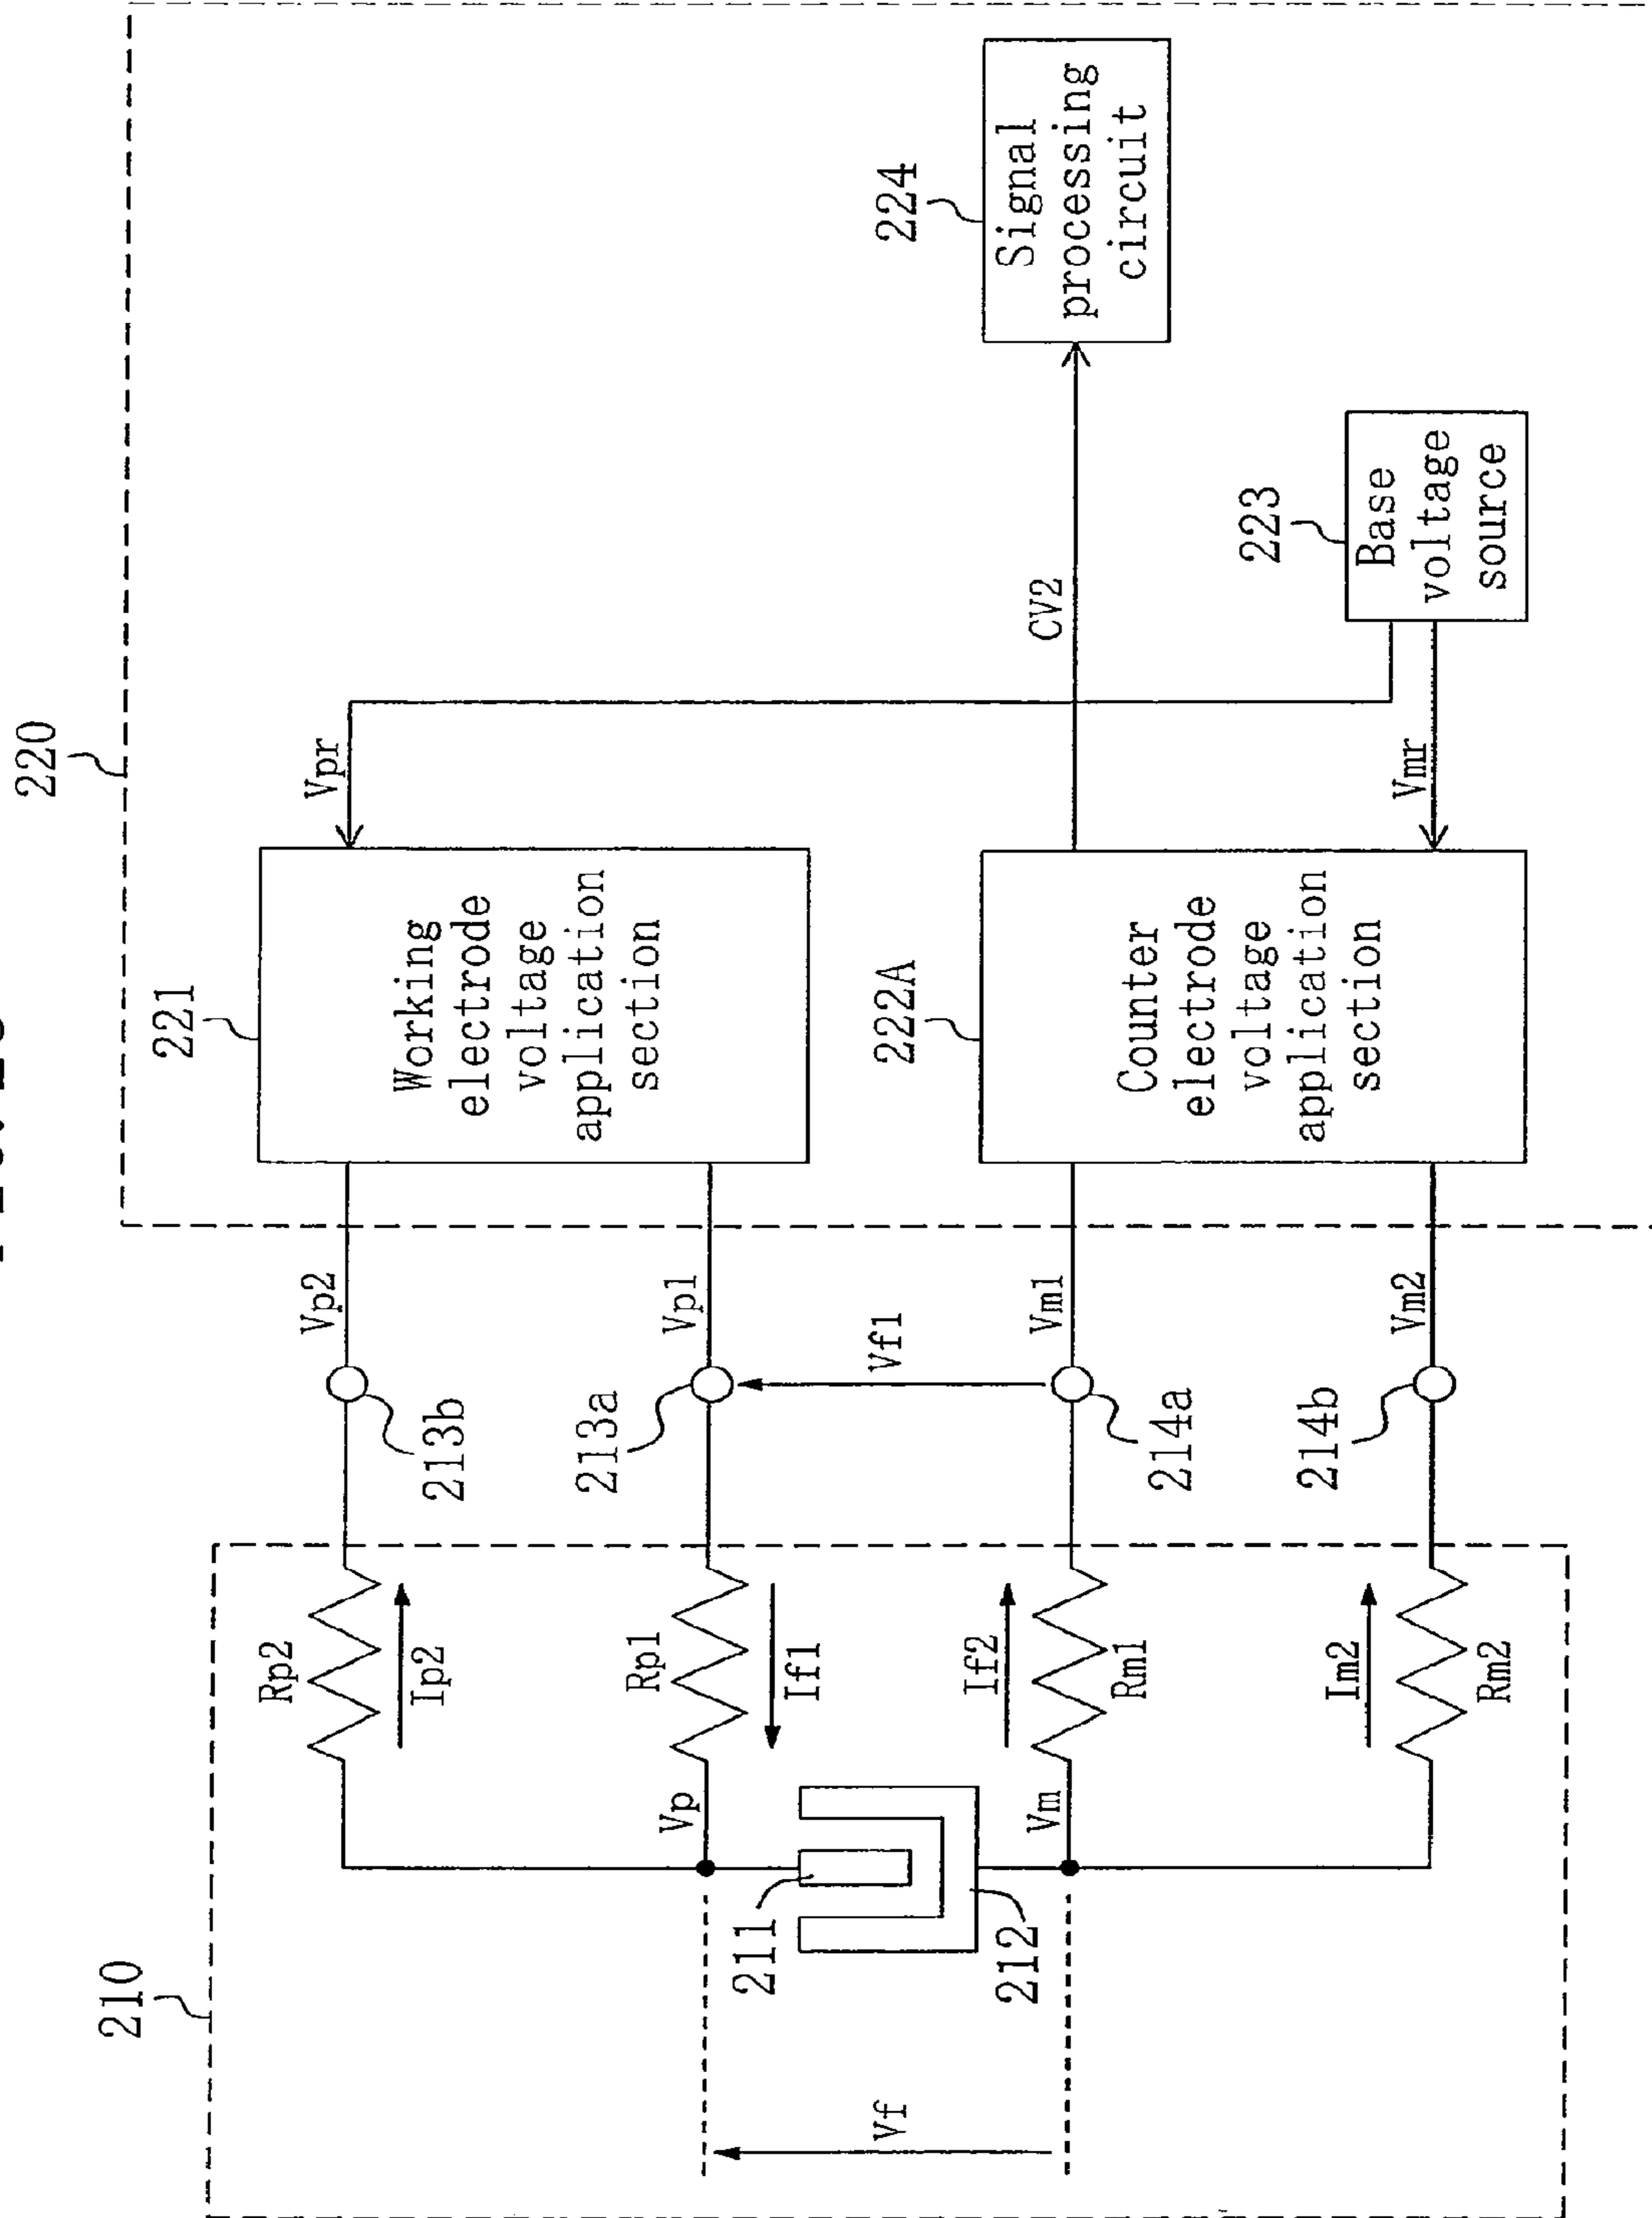 220
210
221
Working
electrode
voltage
application
section
222A
Counter
electrode
voltage
application
section
223
Base
voltage
source
224
Signal
processing
circuit
Vpr
Vmr
CV2
Vp2
Vp1
Vm1
Vm2
Vf1
213b
213a
214a
214b
Rp2
Ip2
Rp1
If1
If2
Rm1
Im2
Rm2
Vp
Vm
211
212
Vf